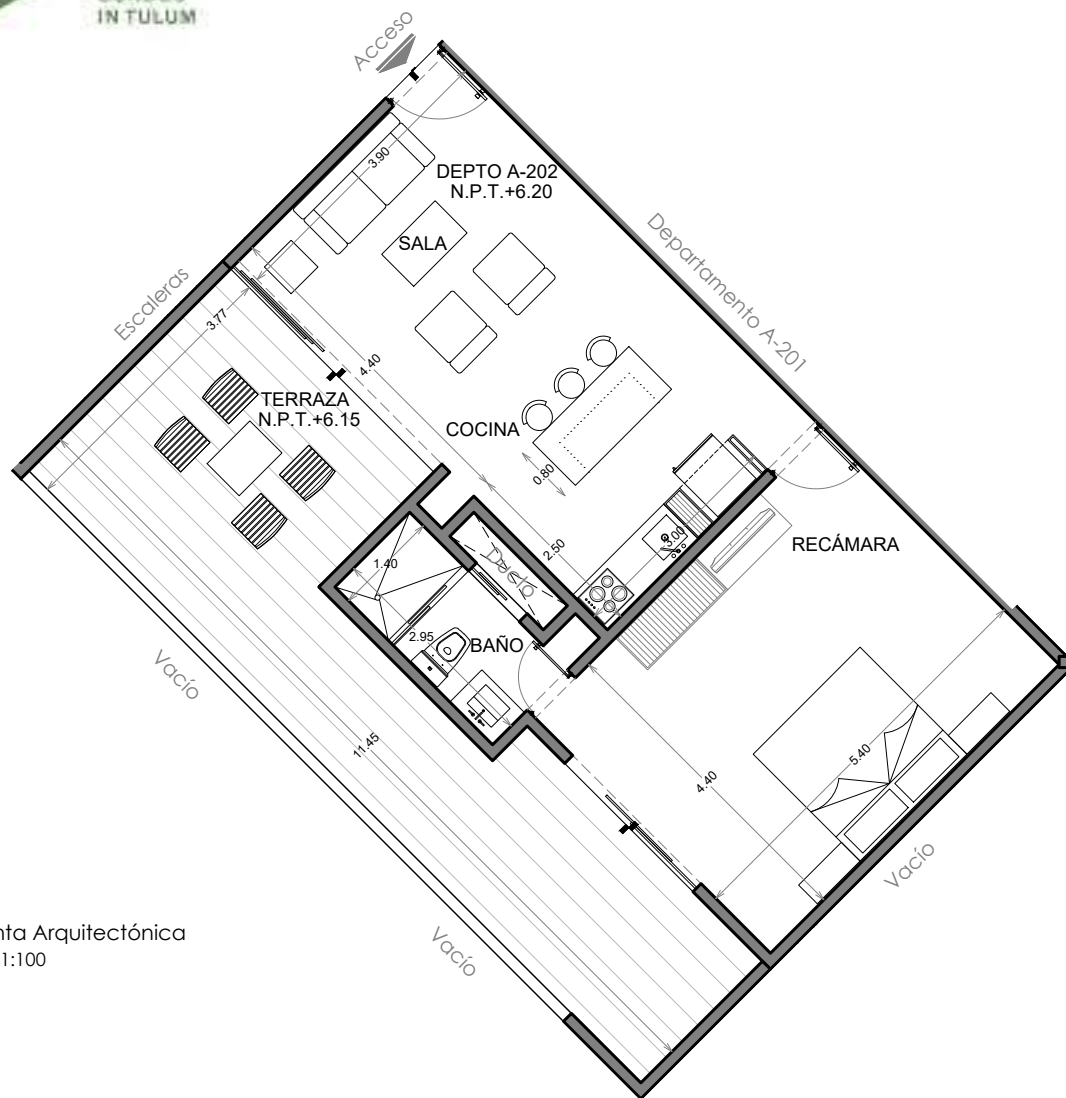 IN TULUM
Acceso
3.90
DEPTO A-202
N.P.T.+6.20
SALA
Departamento A-201
Escaleras
3.77
4.40
TERRAZA
N.P.T.+6.15
COCINA
0.80
3.00
RECÁMARA
2.50
Ducto
1.40
2.95
BAÑO
Vacío
11.45
5.40
4.40
Vacío
Vacío
nta Arquitectónica
1:100